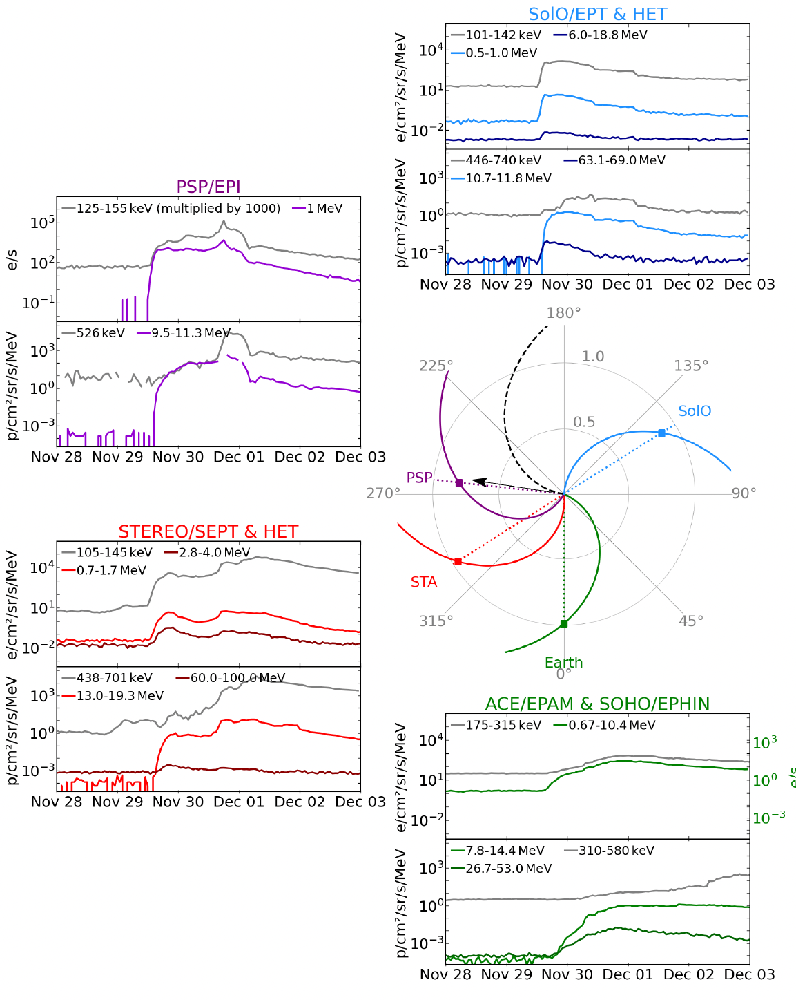 SolO/EPT & HET
101-142 keV 6.0-18.8 MeV
0.5-1.0 MeV
e/cm²/sr/s/MeV
10⁴
10¹
10⁻²
446-740 keV 63.1-69.0 MeV
10.7-11.8 MeV
p/cm²/sr/s/MeV
10³
10⁰
10⁻³
Nov 28 Nov 29 Nov 30 Dec 01 Dec 02 Dec 03
PSP/EPI
125-155 keV (multiplied by 1000) 1 MeV
e/s
10⁵
10²
10⁻¹
526 keV 9.5-11.3 MeV
p/cm²/sr/s/MeV
10³
10⁰
10⁻³
Nov 28 Nov 29 Nov 30 Dec 01 Dec 02 Dec 03
180°
225° 1.0 135°
SolO
0.5
PSP
270° 90°
STA
315° 45°
Earth
0°
STEREO/SEPT & HET
105-145 keV 2.8-4.0 MeV
0.7-1.7 MeV
e/cm²/sr/s/MeV
10⁴
10¹
10⁻²
438-701 keV 60.0-100.0 MeV
13.0-19.3 MeV
p/cm²/sr/s/MeV
10³
10⁰
10⁻³
Nov 28 Nov 29 Nov 30 Dec 01 Dec 02 Dec 03
ACE/EPAM & SOHO/EPHIN
175-315 keV 0.67-10.4 MeV
e/cm²/sr/s/MeV
10⁴
10¹
10⁻²
10³
10⁰
10⁻³
e/s
7.8-14.4 MeV 310-580 keV
26.7-53.0 MeV
p/cm²/sr/s/MeV
10³
10⁰
10⁻³
Nov 28 Nov 29 Nov 30 Dec 01 Dec 02 Dec 03